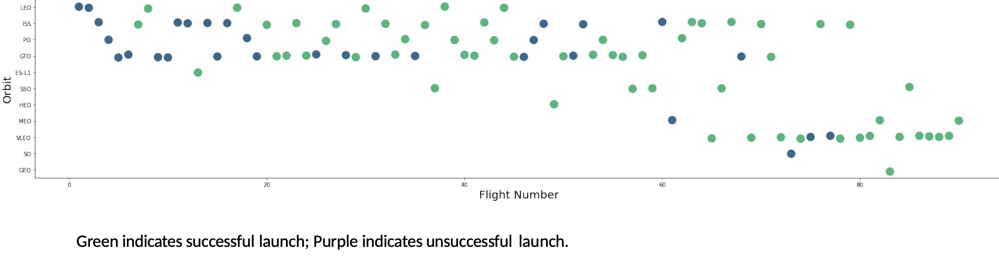 LEO
ISS
PO
GTO
ES-L1
SSO
HEO
MEO
VLEO
SO
GEO
Orbit
0 20 40 60 80
Flight Number
Green indicates successful launch; Purple indicates unsuccessful launch.